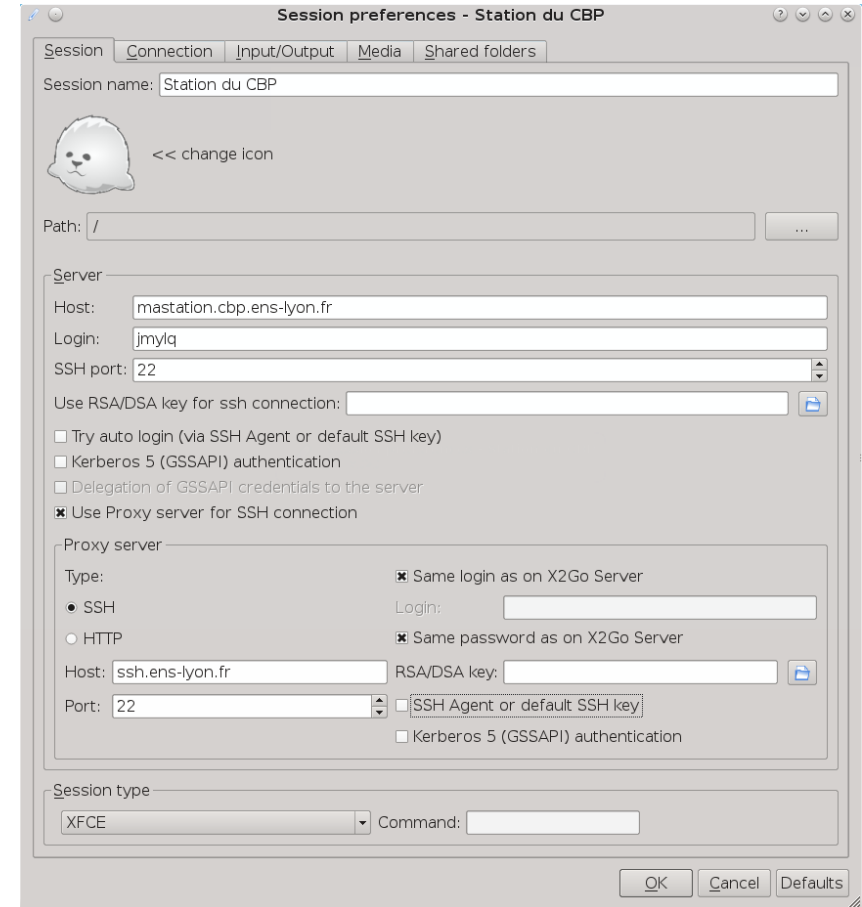 Session preferences - Station du CBP
Session Connection Input/Output Media Shared folders
Session name: Station du CBP
<< change icon
Path: / ...
Server
Host: mastation.cbp.ens-lyon.fr
Login: jmylq
SSH port: 22
Use RSA/DSA key for ssh connection:
Try auto login (via SSH Agent or default SSH key)
Kerberos 5 (GSSAPI) authentication
Delegation of GSSAPI credentials to the server
Use Proxy server for SSH connection
Proxy server
Type: Same login as on X2Go Server
SSH Login:
HTTP Same password as on X2Go Server
Host: ssh.ens-lyon.fr RSA/DSA key:
Port: 22 SSH Agent or default SSH key
Kerberos 5 (GSSAPI) authentication
Session type
XFCE Command:
OK Cancel Defaults